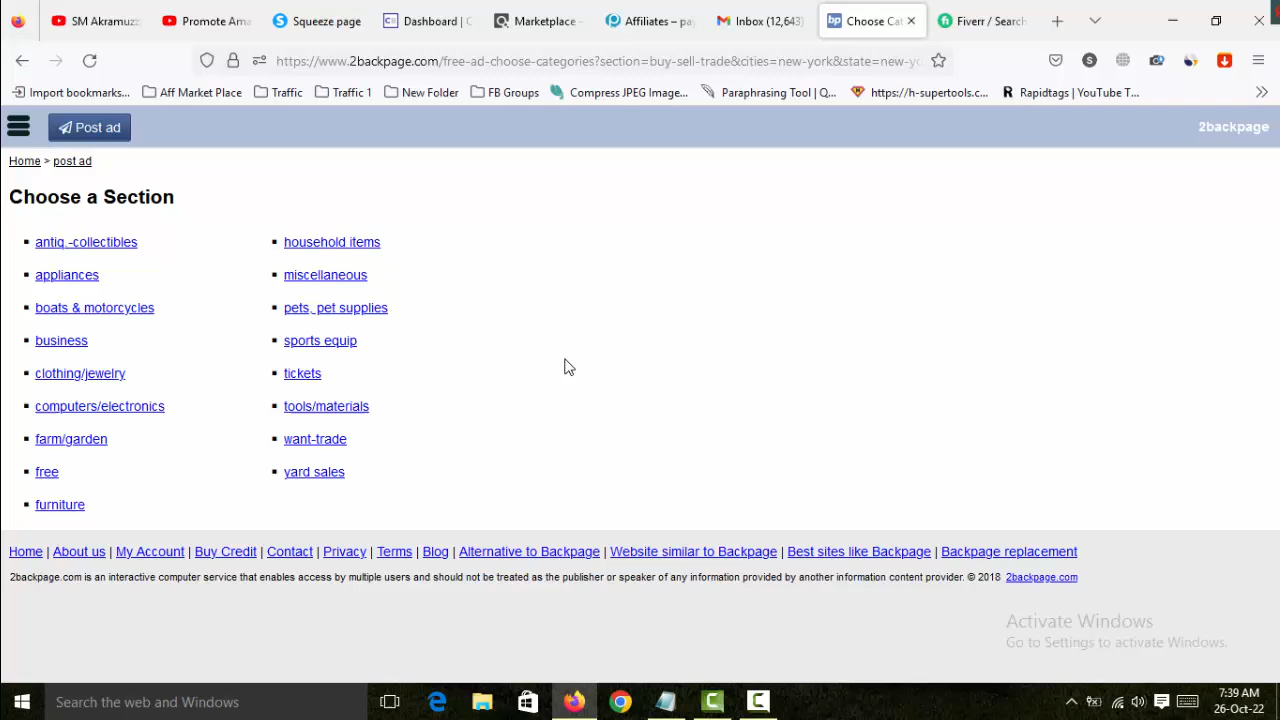 SM Akramuzz
Promote Ama
Squeeze page
Dashboard | C
Marketplace –
Affiliates – pay
Inbox (12,643)
bp Choose Cat
Fiverr / Search
https://www.2backpage.com/free-ad-choose-categories?section=buy-sell-trade&cities=new-york&state=new-yo
Import bookmarks...
Aff Market Place
Traffic
Traffic 1
New Folder
FB Groups
Compress JPEG Image...
Paraphrasing Tool | Q...
https://h-supertools.c...
Rapidtags | YouTube T...
Post ad
2backpage
Home > post ad
Choose a Section
antiq.-collectibles
appliances
boats & motorcycles
business
clothing/jewelry
computers/electronics
farm/garden
free
furniture
household items
miscellaneous
pets, pet supplies
sports equip
tickets
tools/materials
want-trade
yard sales
Home | About us | My Account | Buy Credit | Contact | Privacy | Terms | Blog | Alternative to Backpage | Website similar to Backpage | Best sites like Backpage | Backpage replacement
2backpage.com is an interactive computer service that enables access by multiple users and should not be treated as the publisher or speaker of any information provided by another information content provider. © 2018 2backpage.com
Activate Windows
Go to Settings to activate Windows.
Search the web and Windows
7:39 AM
26-Oct-22